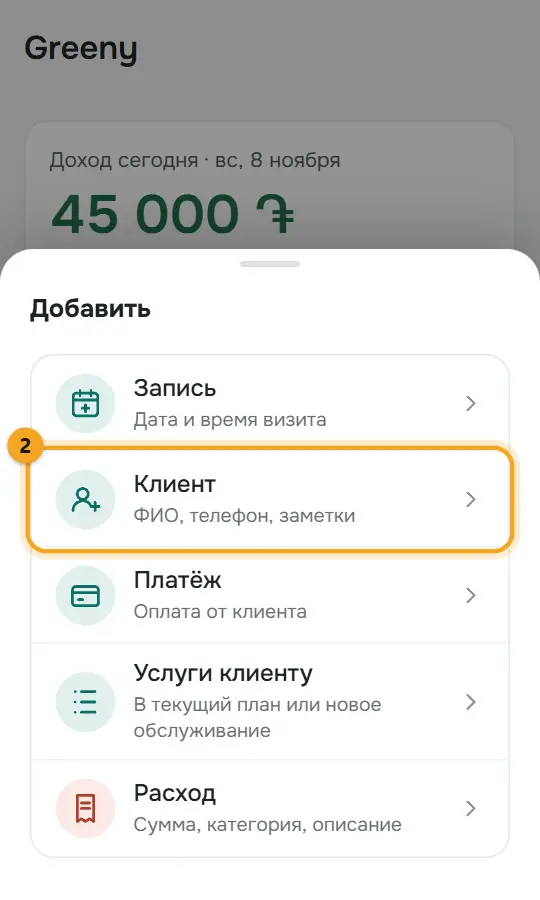 Greeny
Доход сегодня · вс, 8 ноября
45 000 ֏
Добавить
Запись
Дата и время визита
2
Клиент
ФИО, телефон, заметки
Платёж
Оплата от клиента
Услуги клиенту
В текущий план или новое
обслуживание
Расход
Сумма, категория, описание